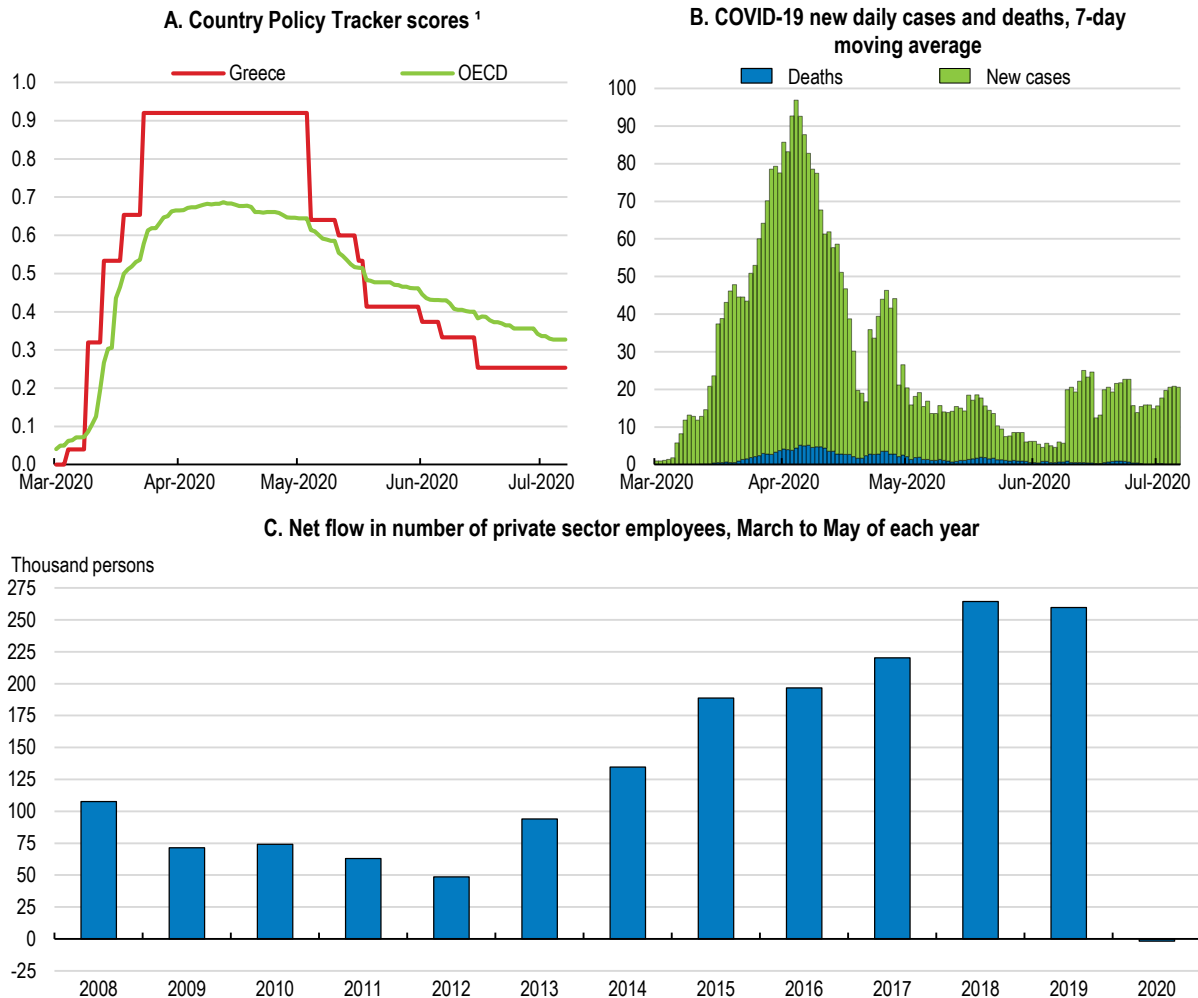 A. Country Policy Tracker scores ¹
Greece
OECD
1.0
0.9
0.8
0.7
0.6
0.5
0.4
0.3
0.2
0.1
0.0
Mar-2020 Apr-2020 May-2020 Jun-2020 Jul-2020
B. COVID-19 new daily cases and deaths, 7-day
moving average
Deaths
New cases
100
90
80
70
60
50
40
30
20
10
0
Mar-2020 Apr-2020 May-2020 Jun-2020 Jul-2020
C. Net flow in number of private sector employees, March to May of each year
Thousand persons
275
250
225
200
175
150
125
100
75
50
25
0
-25
2008 2009 2010 2011 2012 2013 2014 2015 2016 2017 2018 2019 2020